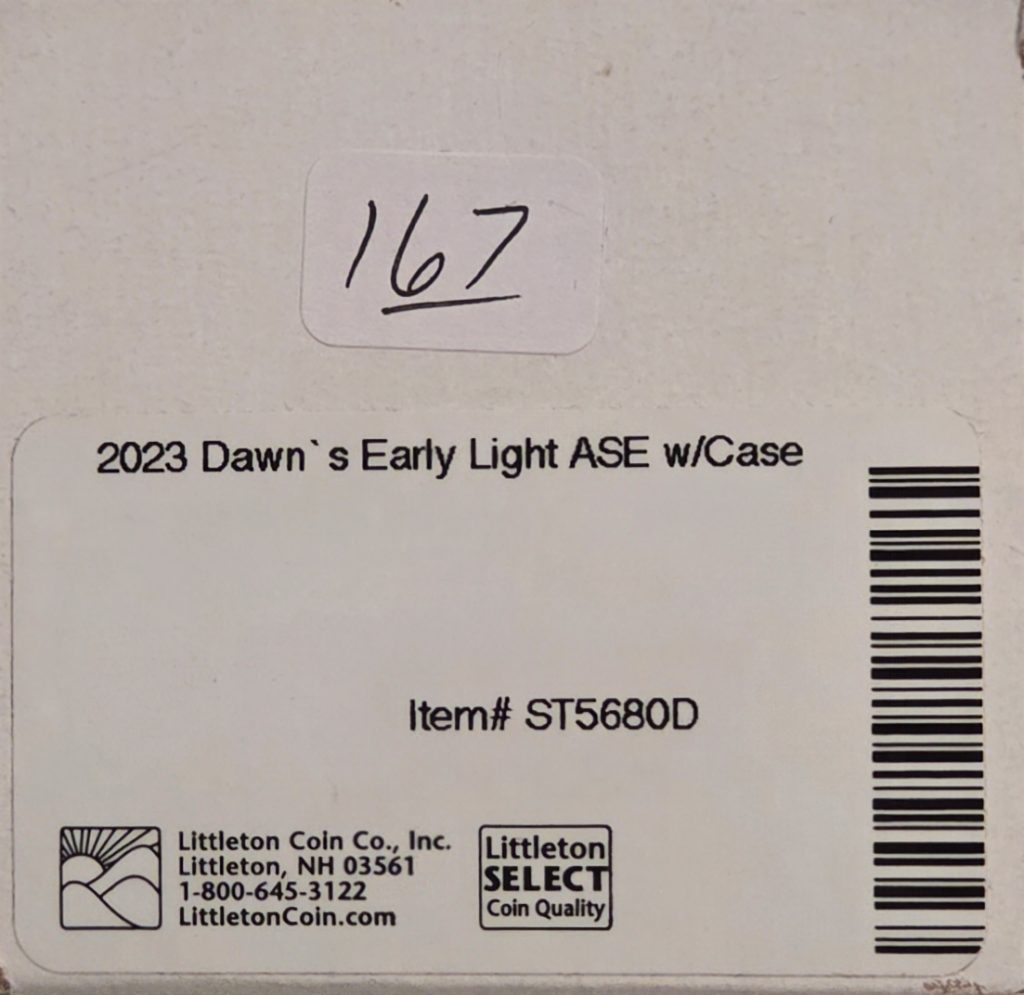 167
2023 Dawn`s Early Light ASE w/Case
Item# ST5680D
Littleton Coin Co., Inc.
Littleton, NH 03561
1-800-645-3122
LittletonCoin.com
Littleton
SELECT
Coin Quality